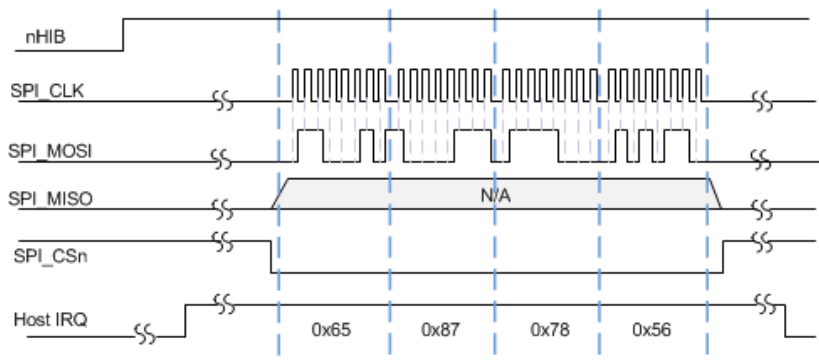 nHIB
SPI_CLK
SPI_MOSI
SPI_MISO
N/A
SPI_CSn
Host IRQ
0x65 0x87 0x78 0x56